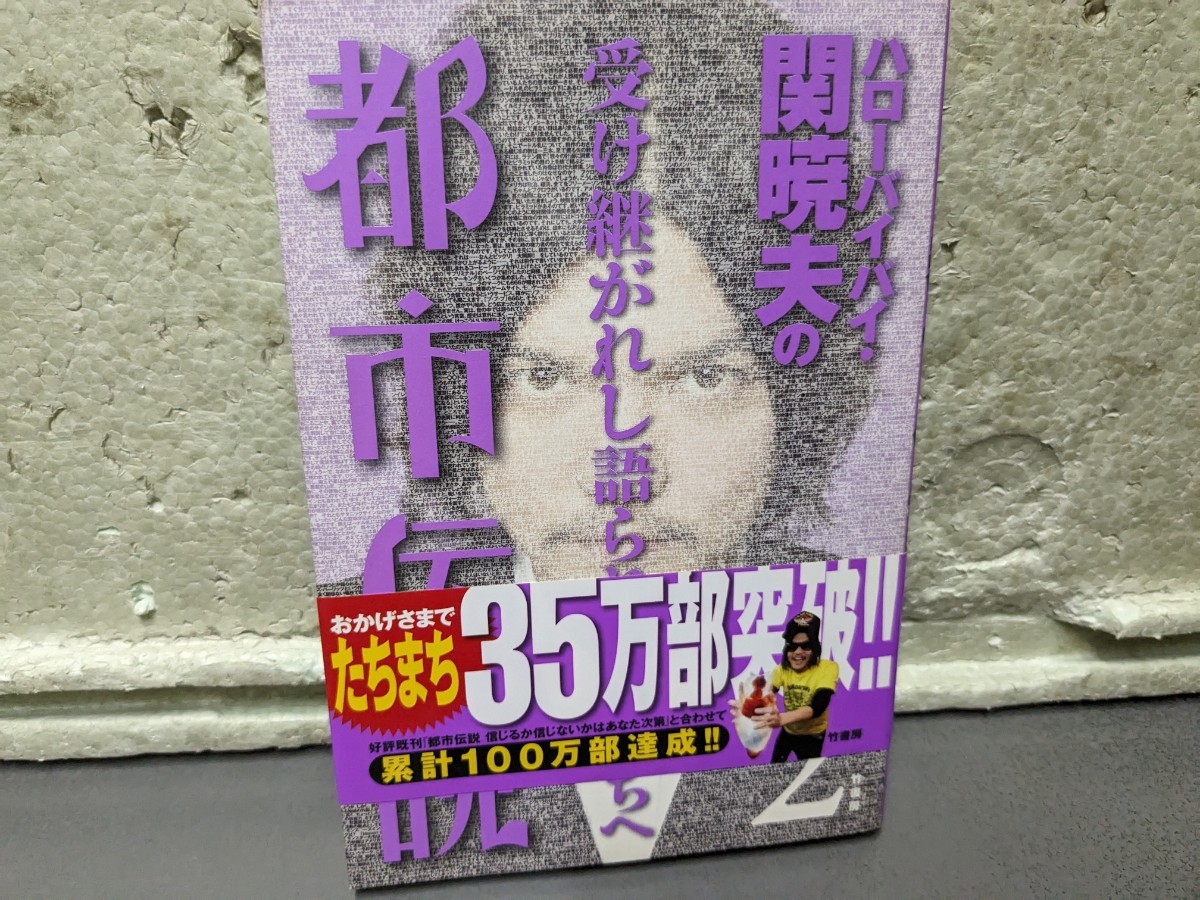 ハローバイバイ・
関暁夫の
受け継がれし語ら
都市伝説
2
おかげさまで
たちまち
35万部突破!!
好評既刊「都市伝説 信じるか信じないかはあなた次第」と合わせて
累計100万部達成!!
竹書房
ちへ